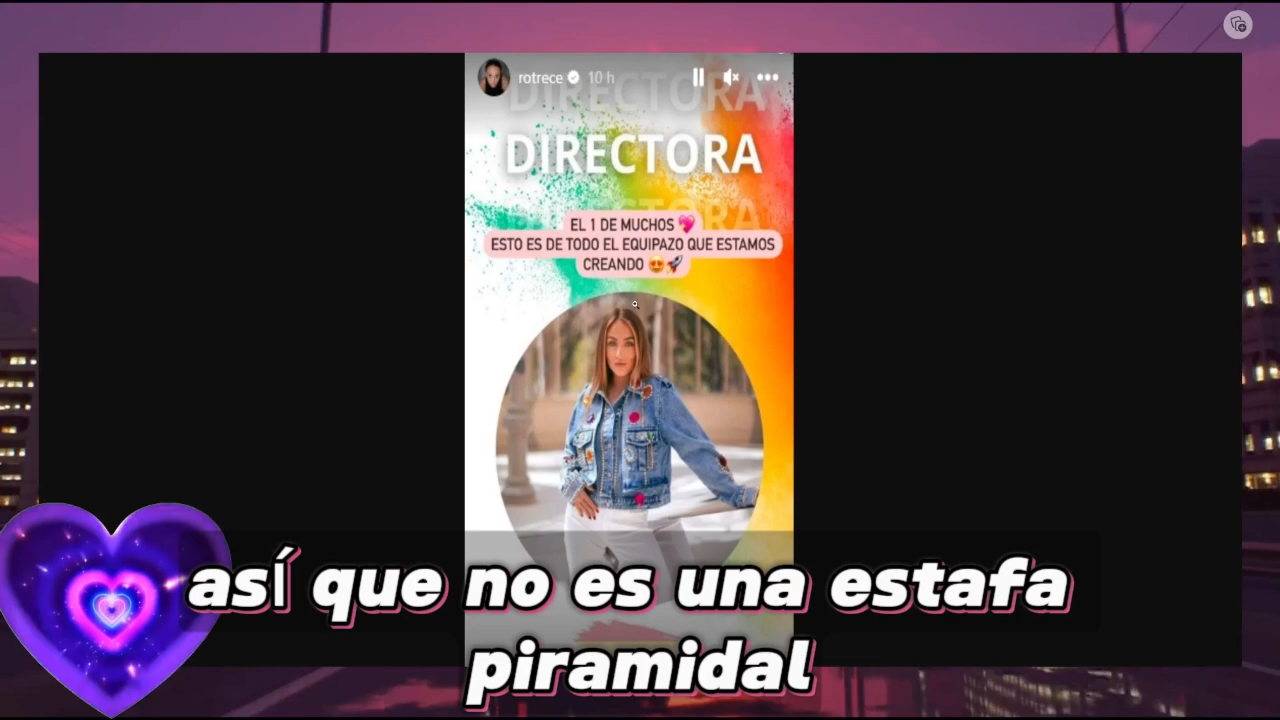 rotrece 10 h
DIRECTORA
DIRECTORA
DIRECTORA
EL 1 DE MUCHOS
ESTO ES DE TODO EL EQUIPAZO QUE ESTAMOS
CREANDO
así que no es una estafa
piramidal